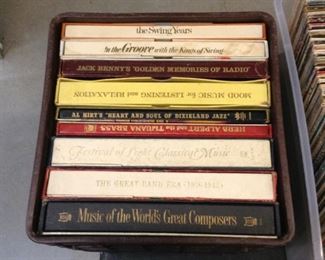 the Swing Years
In the Groove with the Kings of Swing
JACK BENNY'S "GOLDEN MEMORIES OF RADIO"
MOOD MUSIC FOR LISTENING AND RELAXATION
AL HIRT'S "HEART AND SOUL OF DIXIELAND JAZZ"
HERB ALPERT and the TIJUANA BRASS
Festival of Light Classical Music
THE GREAT BAND ERA (1936-1945)
Music of the World's Great Composers